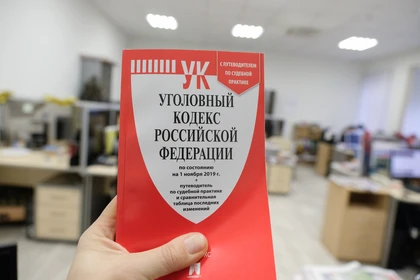 УК
С ПУТЕВОДИТЕЛЕМ
ПО СУДЕБНОЙ
ПРАКТИКЕ
УГОЛОВНЫЙ
КОДЕКС
РОССИЙСКОЙ
ФЕДЕРАЦИИ
по состоянию
на 1 ноября 2019 г.
путеводитель
по судебной практике
и сравнительная
таблица последних
изменений